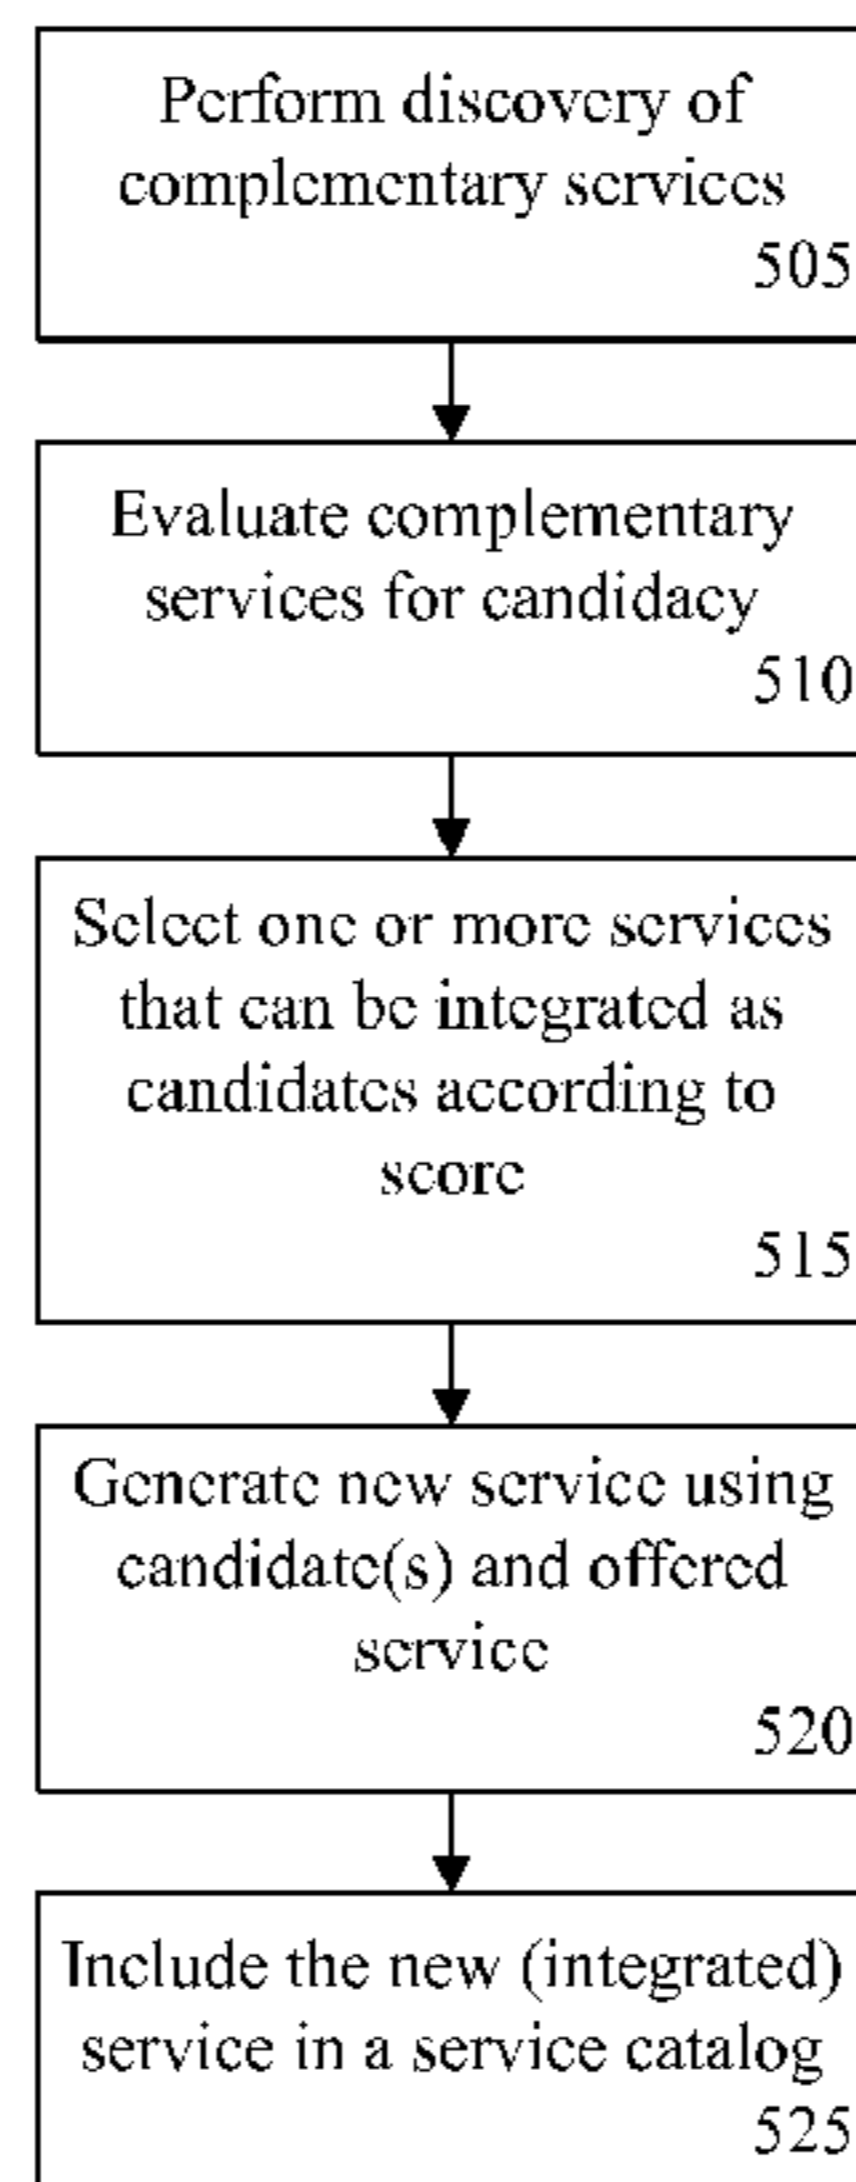 Perform discovery of
complementary services
505
Evaluate complementary
services for candidacy
510
Select one or more services
that can be integrated as
candidates according to
score
515
Generate new service using
candidate(s) and offered
service
520
Include the new (integrated)
service in a service catalog
525